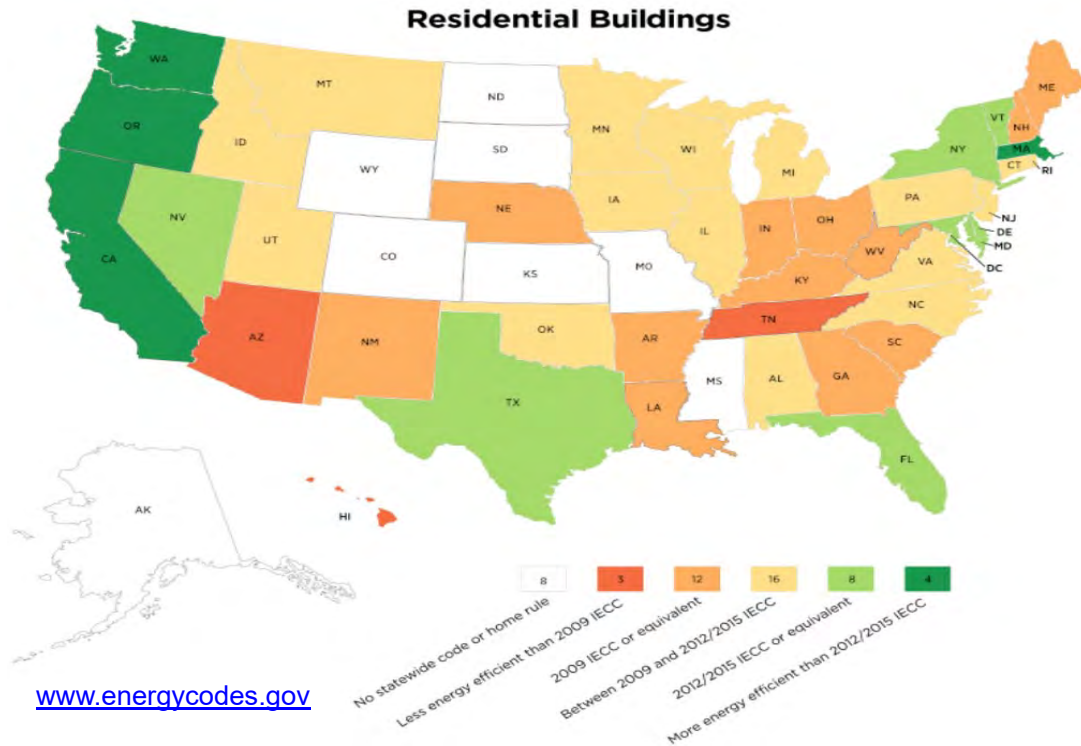 Residential Buildings
WA
MT
ND
ME
OR
MN
VT
NH
ID
SD
WI
NY
MA
WY
MI
CT
RI
IA
PA
NE
NJ
NV
IL
IN
OH
DE
UT
MD
CO
WV
DC
CA
KS
MO
VA
KY
NC
TN
OK
AZ
NM
AR
SC
MS
AL
GA
LA
TX
FL
AK
HI
8
3
12
16
8
4
No statewide code or home rule
Less energy efficient than 2009 IECC
2009 IECC or equivalent
Between 2009 and 2012/2015 IECC
2012/2015 IECC or equivalent
More energy efficient than 2012/2015 IECC
www.energycodes.gov